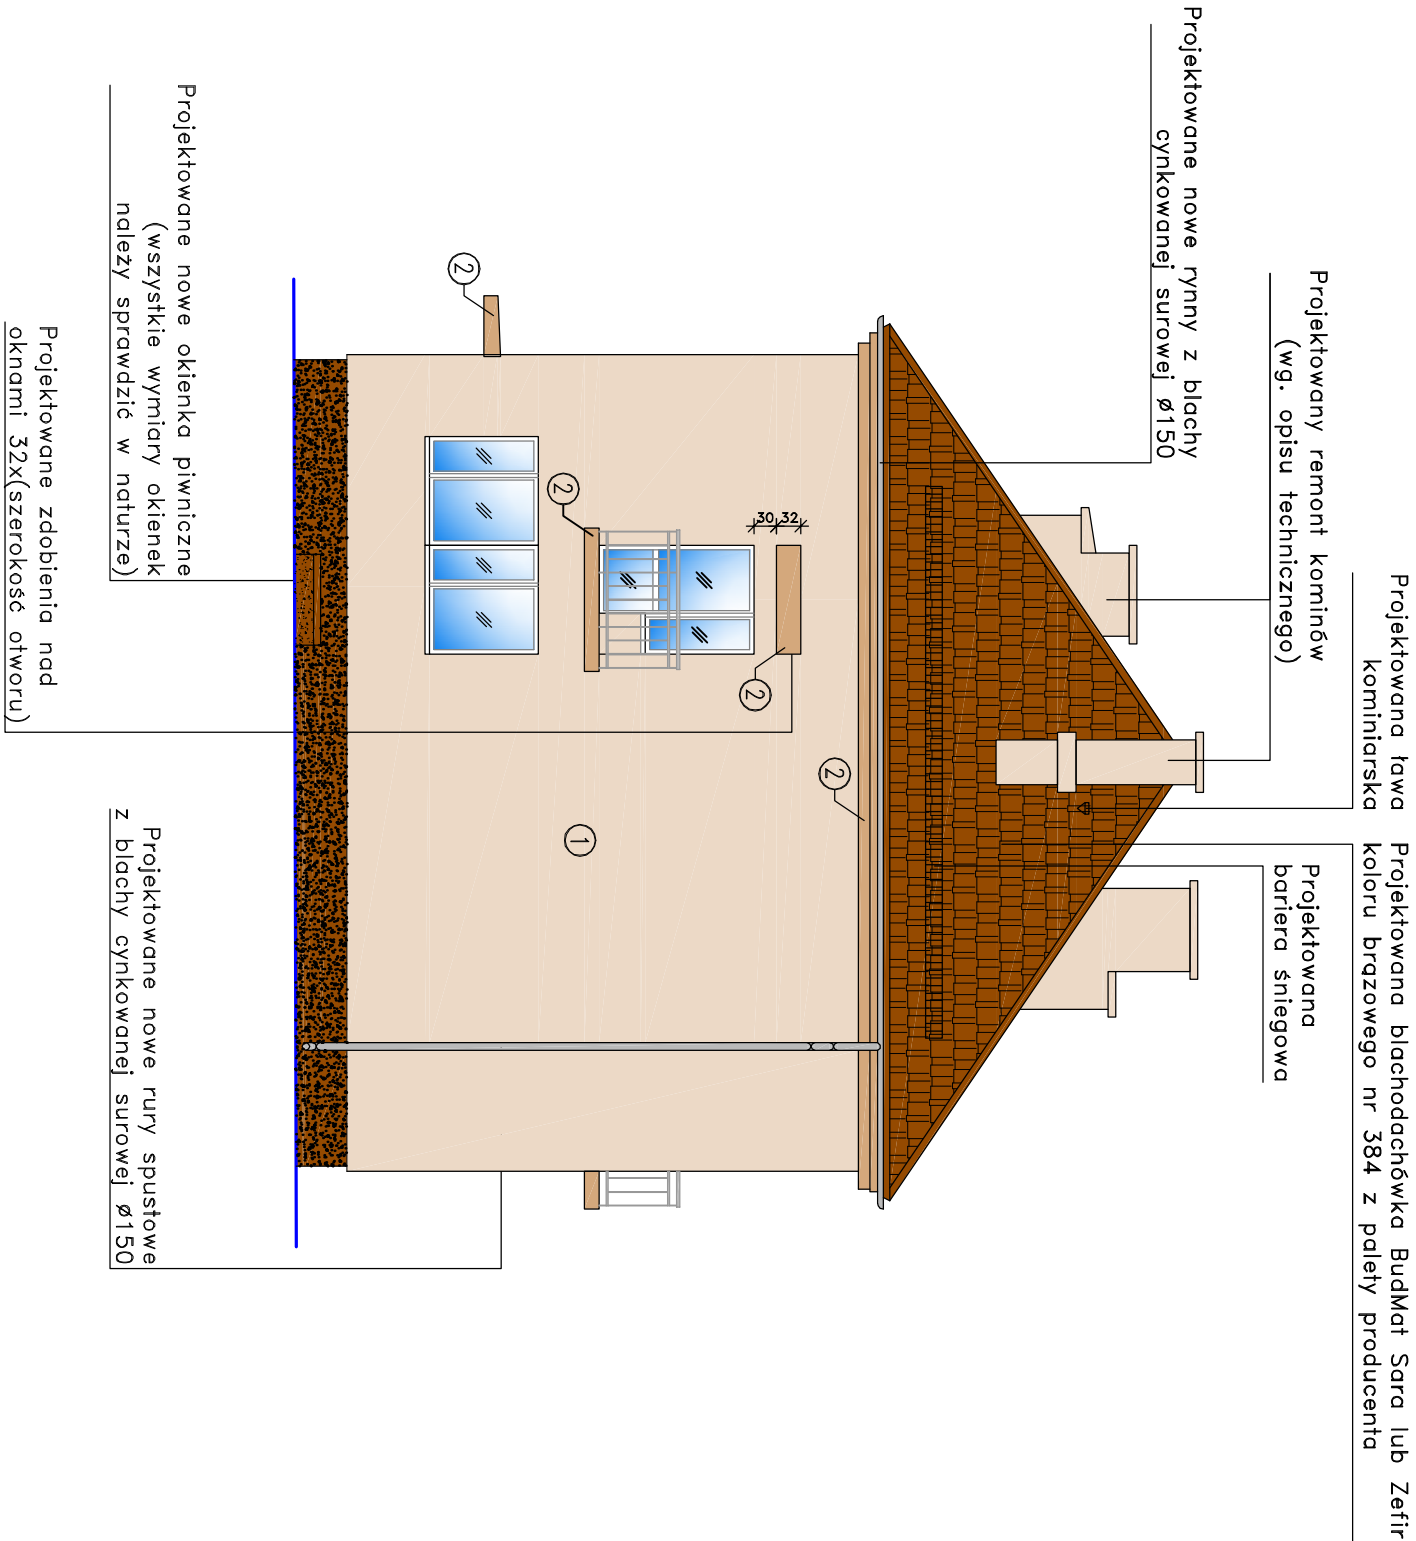 Projektowane nowe rynny z blachy
cynkowanej surowej ø150
Projektowany remont kominów
(wg. opisu technicznego)
Projektowana ława
kominiarska
Projektowana blachodachówka BudMat Sara lub Zefir
koloru brązowego nr 384 z palety producenta
Projektowana
bariera śniegowa
Projektowane nowe okienka piwniczne
(wszystkie wymiary okienek
należy sprawdzić w naturze)
Projektowane zdobienia nad
oknami 32x(szerokość otworu)
Projektowane nowe rury spustowe
z blachy cynkowanej surowej ø150
2
2
2
2
1
30
32